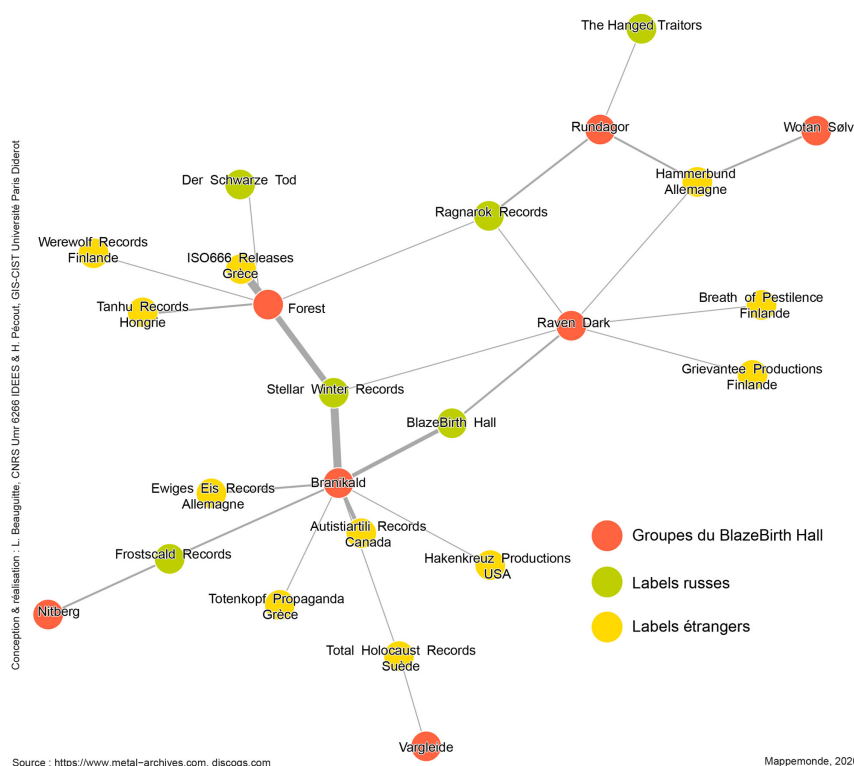 The Hanged Traitors
Rundagor
Wotan Sølv
Hammerbund
Allemagne
Der Schwarze Tod
Ragnarok Records
Werewolf Records
Finlande
ISO666 Releases
Grèce
Tanhu Records
Hongrie
Forest
Breath of Pestilence
Finlande
Raven Dark
Grievantee Productions
Finlande
Stellar Winter Records
BlazeBirth Hall
Branikald
Ewiges Eis Records
Allemagne
Autistiartili Records
Canada
Frostscald Records
Hakenkreuz Productions
USA
Totenkopf Propaganda
Grèce
Nitberg
Total Holocaust Records
Suède
Vargleide
Groupes du BlazeBirth Hall
Labels russes
Labels étrangers
Conception & réalisation : L. Beauguitte, CNRS Umr 6266 IDEES & H. Pécout, GIS-CIST Université Paris Diderot
Source : https://www.metal-archives.com, discogs.com
Mappemonde, 2020